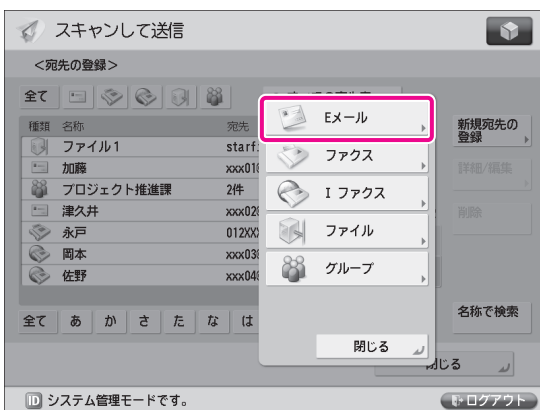 スキャンして送信
<宛先の登録>
全て
種類 名称 宛先
ファイル1 starf
加藤 xxx01
プロジェクト推進課 2件
津久井 xxx02
永戸 012XX
岡本 xxx03
佐野 xxx04
全て あ か さ た な は
Eメール
ファクス
I ファクス
ファイル
グループ
閉じる
新規宛先の
登録
詳細/編集
削除
名称で検索
閉じる
ID システム管理モードです。
ログアウト